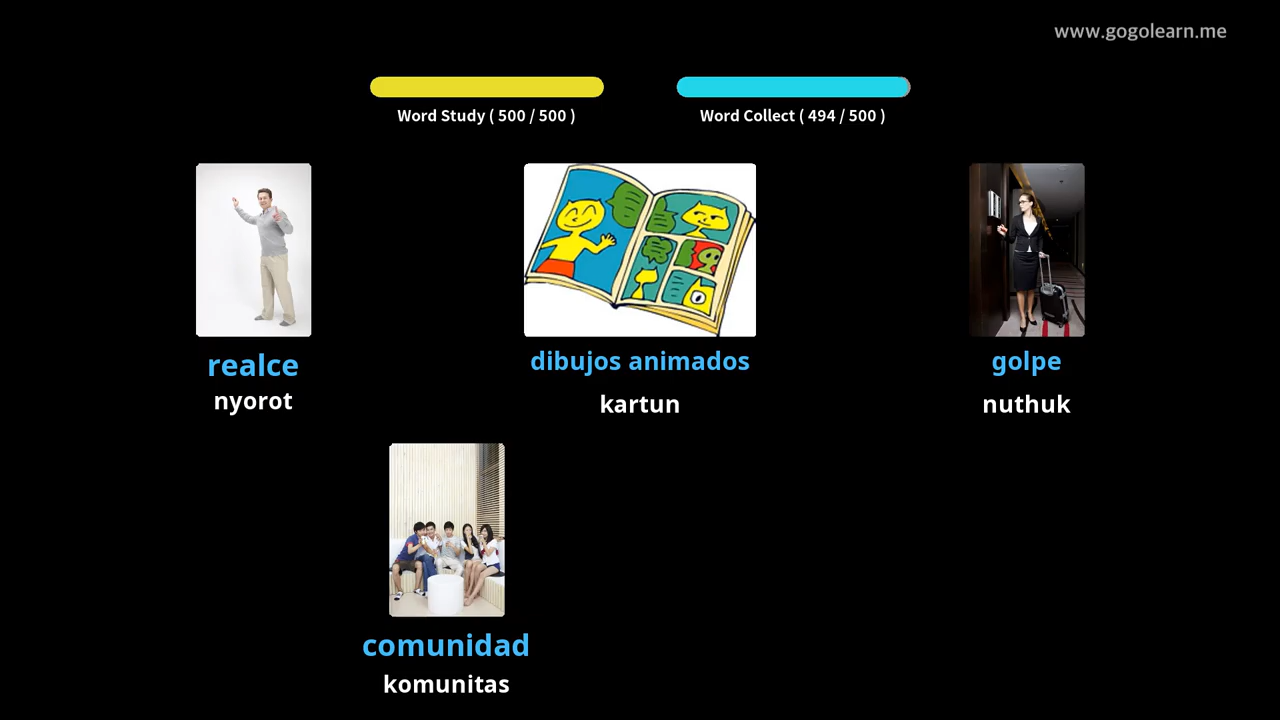 www.gogolearn.me
Word Study ( 500 / 500 )
Word Collect ( 494 / 500 )
realce
nyorot
dibujos animados
kartun
golpe
nuthuk
comunidad
komunitas